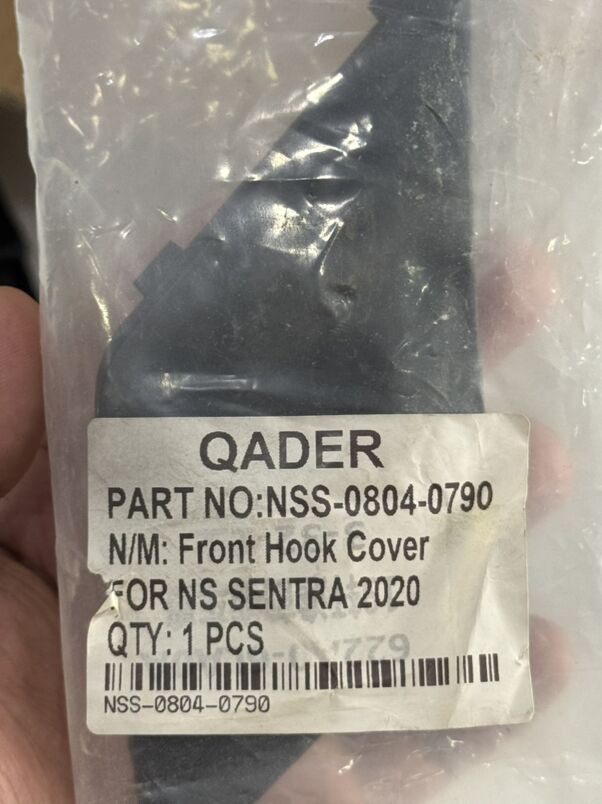 QADER
PART NO:NSS-0804-0790
N/M: Front Hook Cover
FOR NS SENTRA 2020
QTY: 1 PCS
NSS-0804-0790